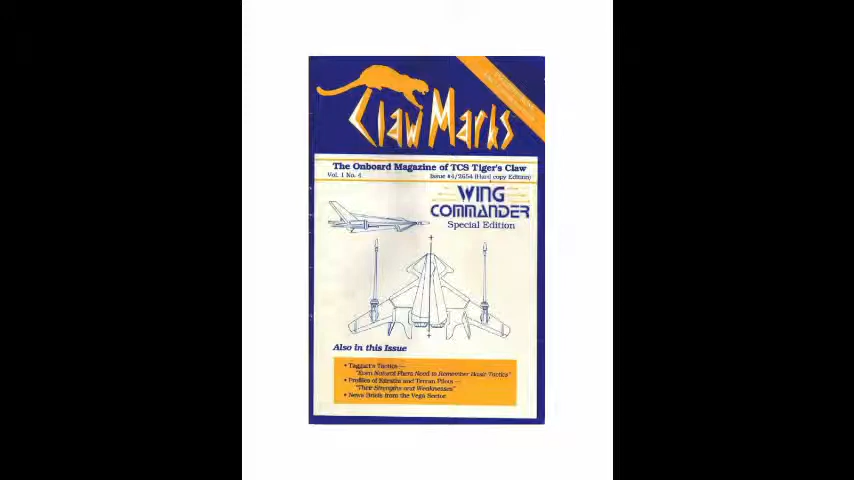 Claw Marks
The Onboard Magazine of TCS Tiger's Claw
Vol. 1 No. 4
Issue #4/2654 (Hard copy Edition)
WING
COMMANDER
Special Edition
Also in this Issue
• Taggart's Tactics —
"Even Natural Flyers Need to Remember Basic Tactics"
• Profiles of Kilrathi and Terran Pilots —
"Their Strengths and Weaknesses"
• News Briefs from the Vega Sector